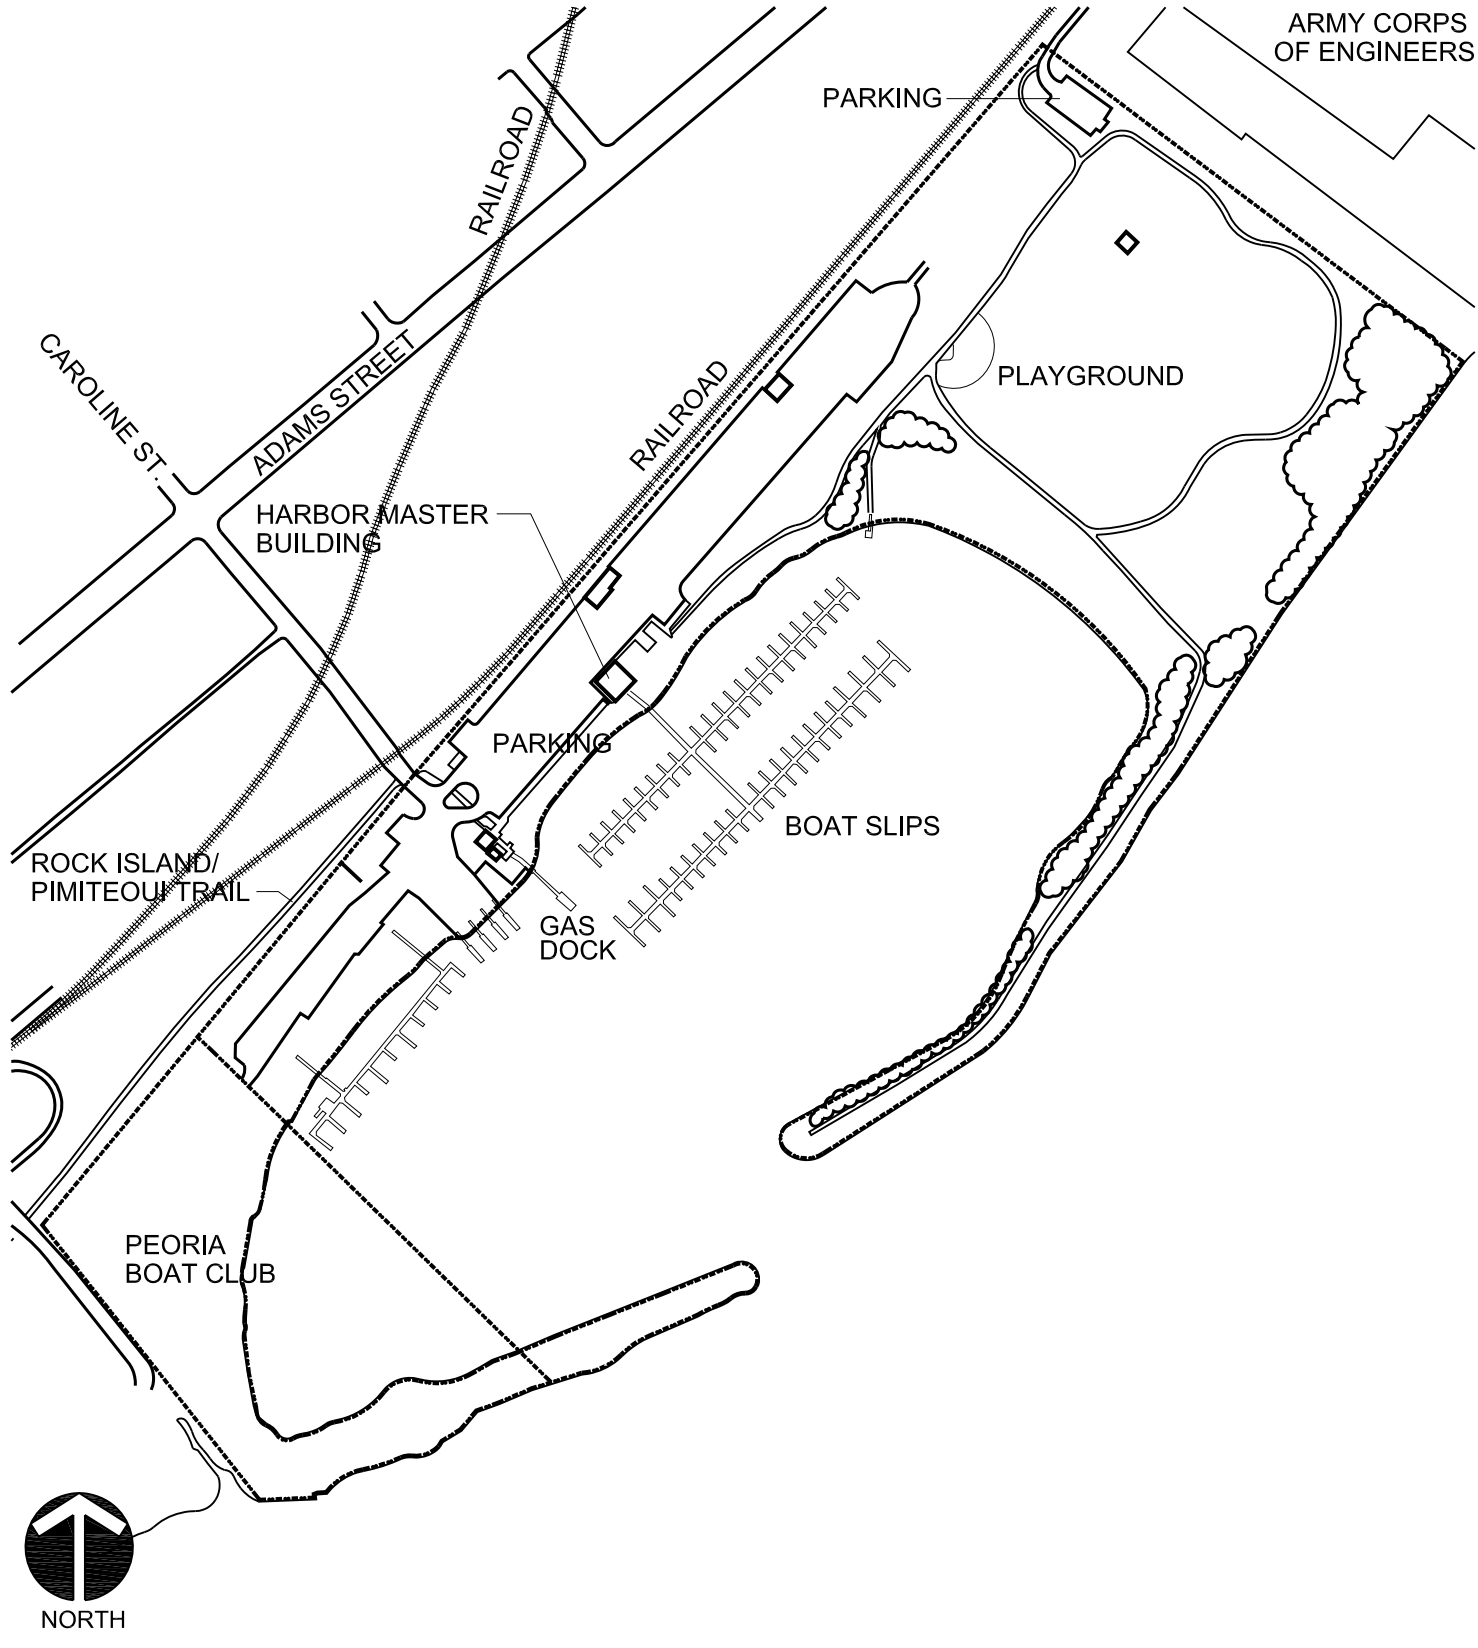 ARMY CORPS
OF ENGINEERS
PARKING
RAILROAD
CAROLINE ST.
ADAMS STREET
RAILROAD
PLAYGROUND
HARBOR MASTER
BUILDING
PARKING
BOAT SLIPS
ROCK ISLAND/
PIMITEOUI TRAIL
GAS
DOCK
PEORIA
BOAT CLUB
NORTH